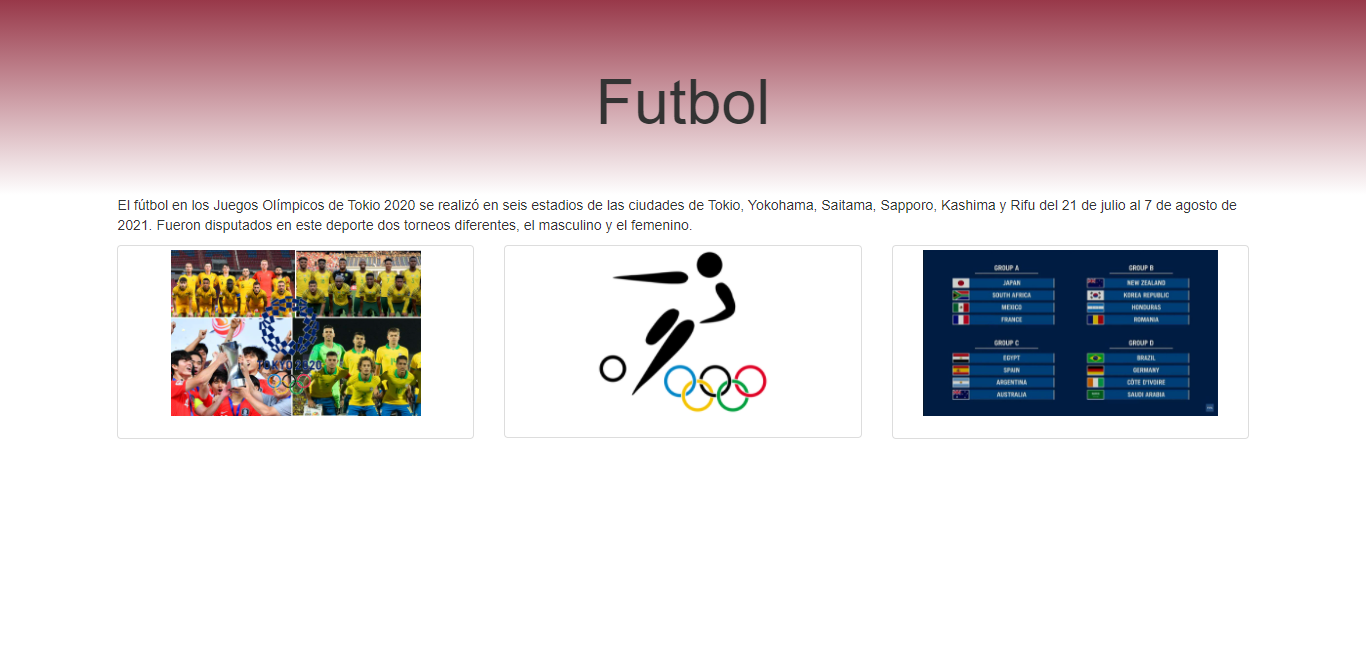 Futbol
El fútbol en los Juegos Olímpicos de Tokio 2020 se realizó en seis estadios de las ciudades de Tokio, Yokohama, Saitama, Sapporo, Kashima y Rifu del 21 de julio al 7 de agosto de
2021. Fueron disputados en este deporte dos torneos diferentes, el masculino y el femenino.
TOKYO 2020
GROUP A
JAPAN
SOUTH AFRICA
MEXICO
FRANCE
GROUP B
NEW ZEALAND
KOREA REPUBLIC
HONDURAS
ROMANIA
GROUP C
EGYPT
SPAIN
ARGENTINA
AUSTRALIA
GROUP D
BRAZIL
GERMANY
CÔTE D'IVOIRE
SAUDI ARABIA